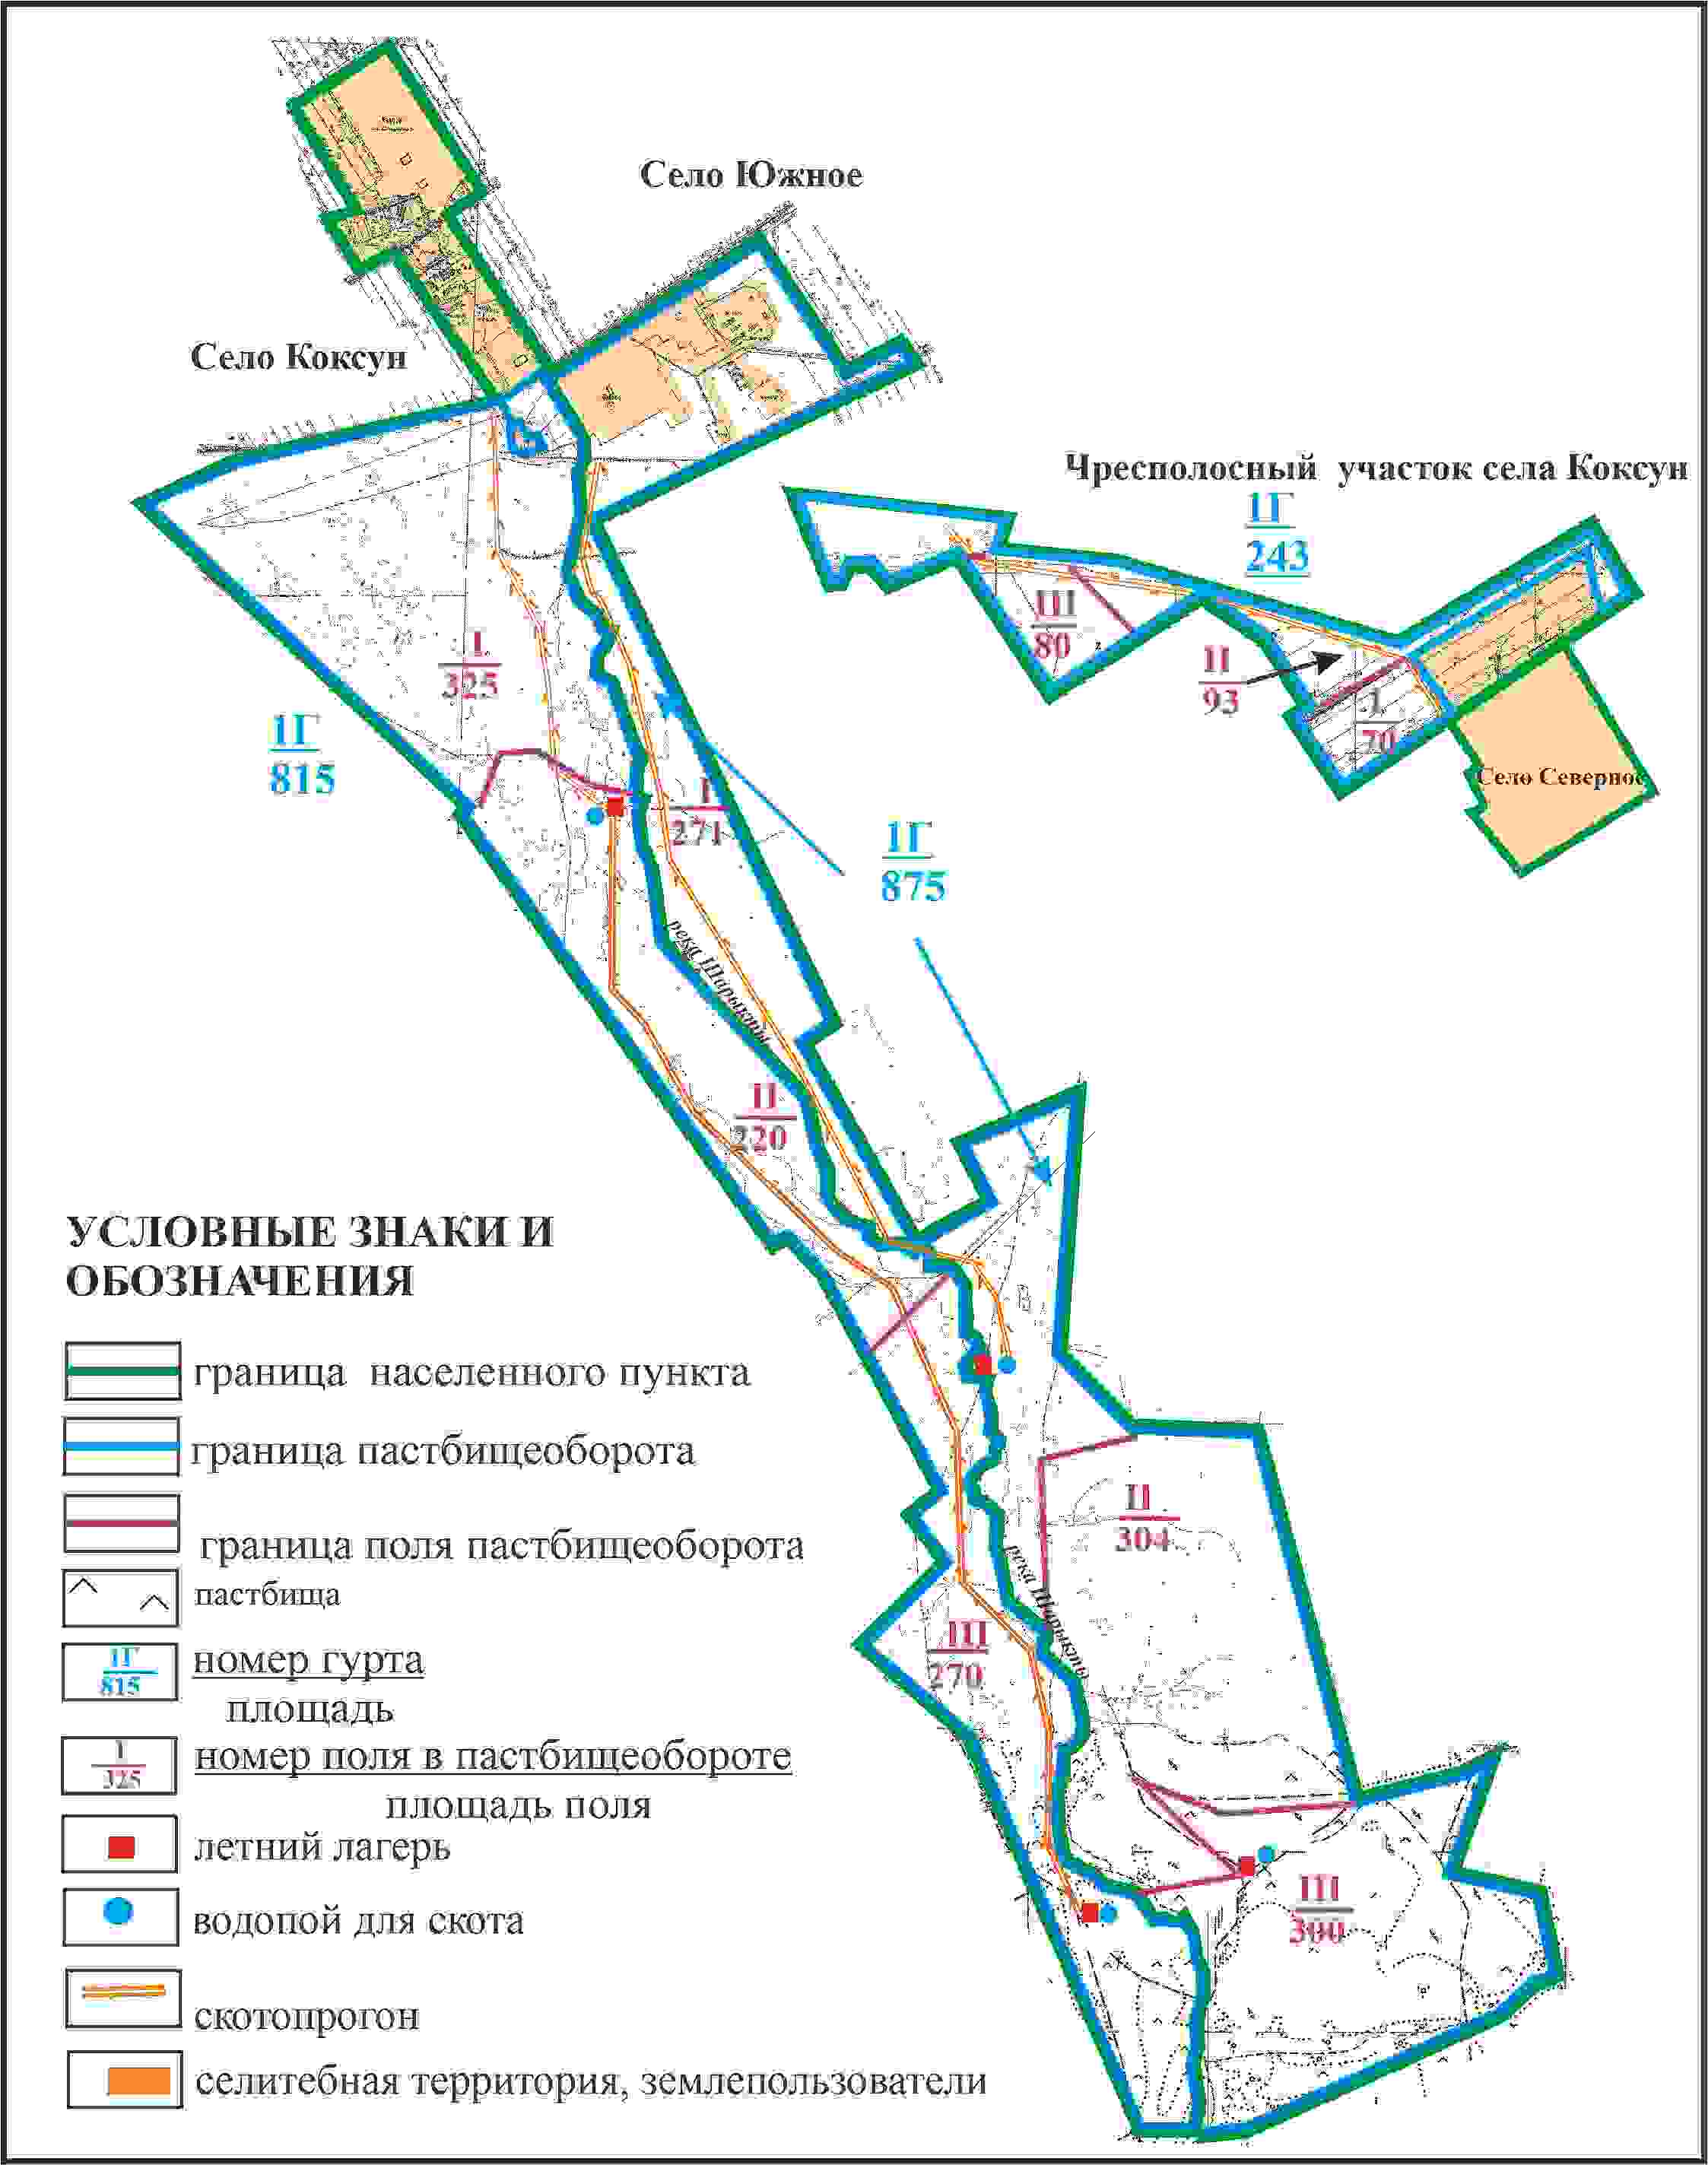 Село Южное
Село Коксун
Чресполосный участок села Коксун
1Г
243
III
80
II
93
I
70
Село Северное
I
325
1Г
815
I
271
1Г
875
река Шарыкты
II
220
II
304
река Шарыкты
III
270
III
300
УСЛОВНЫЕ ЗНАКИ И
ОБОЗНАЧЕНИЯ
граница населенного пункта
граница пастбищеоборота
граница поля пастбищеоборота
пастбища
1Г
815
номер гурта
площадь
I
325
номер поля в пастбищеобороте
площадь поля
летний лагерь
водопой для скота
скотопрогон
селитебная территория, землепользователи